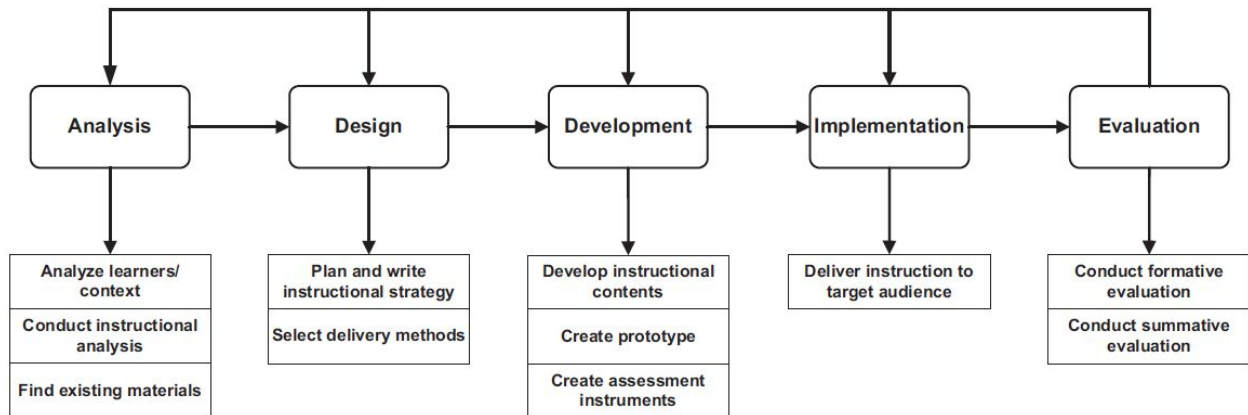 Analysis
Design
Development
Implementation
Evaluation
Analyze learners/
context
Conduct instructional
analysis
Find existing materials
Plan and write
instructional strategy
Select delivery methods
Develop instructional
contents
Create prototype
Create assessment
instruments
Deliver instruction to
target audience
Conduct formative
evaluation
Conduct summative
evaluation